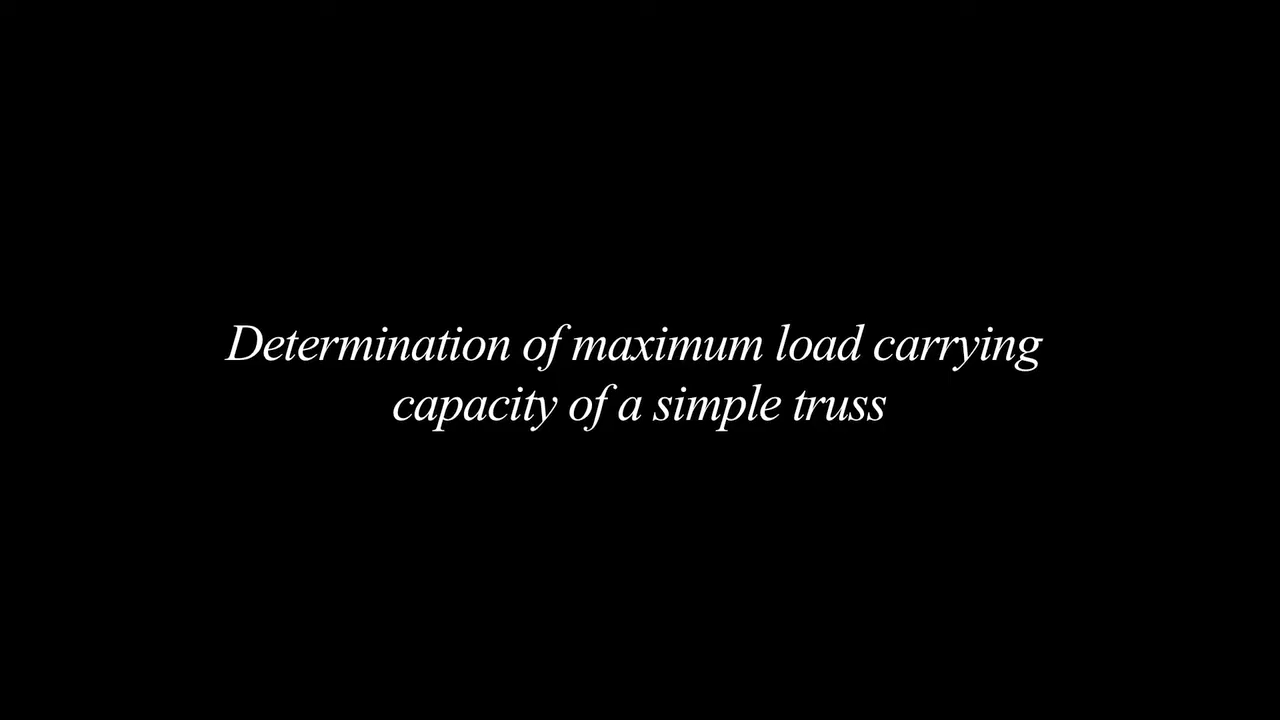 Determination of maximum load carrying
capacity of a simple truss